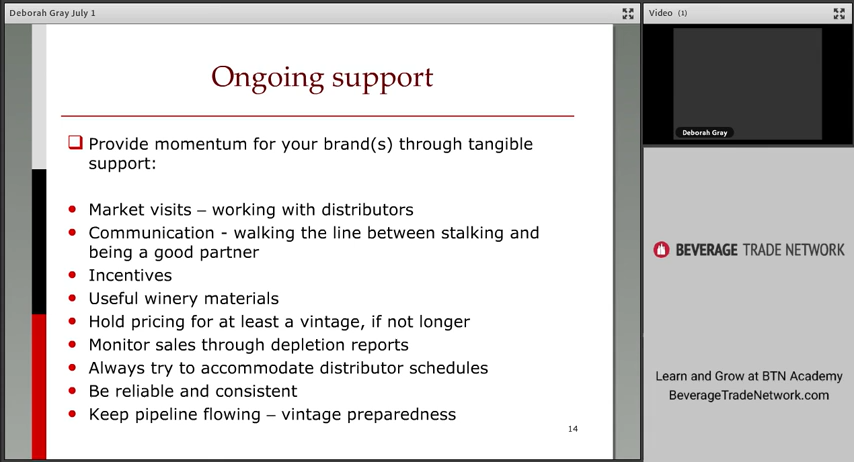 Deborah Gray July 1
Video (1)
Ongoing support
Provide momentum for your brand(s) through tangible
support:
Market visits – working with distributors
Communication - walking the line between stalking and
being a good partner
Incentives
Useful winery materials
Hold pricing for at least a vintage, if not longer
Monitor sales through depletion reports
Always try to accommodate distributor schedules
Be reliable and consistent
Keep pipeline flowing – vintage preparedness
14
Deborah Gray
BEVERAGE TRADE NETWORK
Learn and Grow at BTN Academy
BeverageTradeNetwork.com